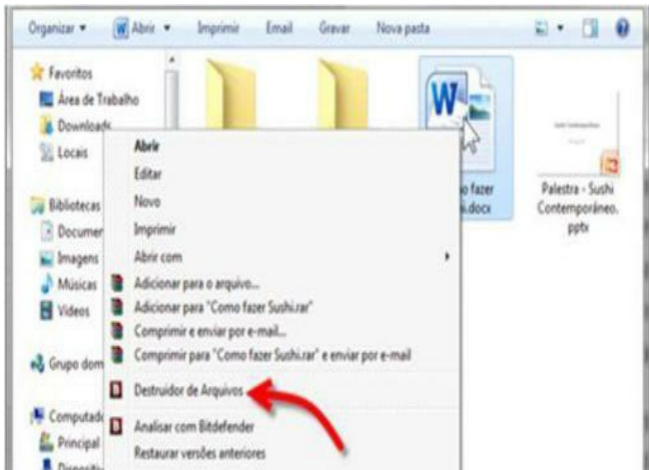 Organizar
Abrir
Imprimir
Email
Gravar
Nova pasta
Favoritos
Área de Trabalho
Downloads
Locais
Bibliotecas
Documen
Imagens
Músicas
Vídeos
Grupo dom
Computado
Principal
Abrir
Editar
Novo
Imprimir
Abrir com
Adicionar para o arquivo...
Adicionar para "Como fazer Sushi.rar"
Comprimir e enviar por e-mail...
Comprimir para "Como fazer Sushi.rar" e enviar por e-mail
Destruidor de Arquivos
Analisar com Bitdefender
Restaurar versões anteriores
o fazer
i.docx
Palestra - Sushi
Contemporâneo.
pptx